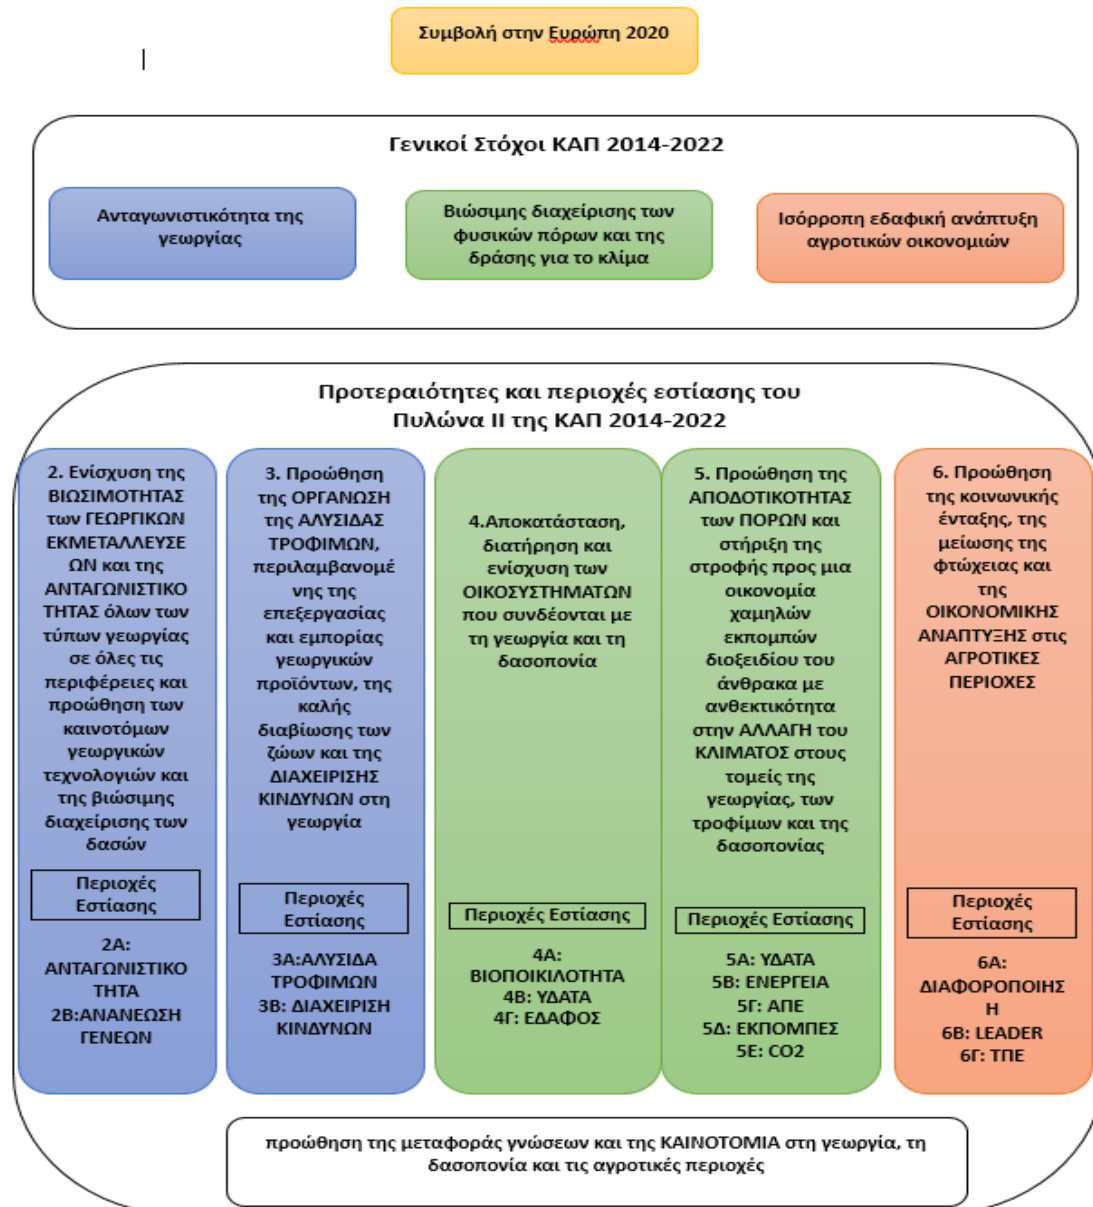 Συμβολή στην Ευρώπη 2020
Γενικοί Στόχοι ΚΑΠ 2014-2022
Ανταγωνιστικότητα της
γεωργίας
Βιώσιμης διαχείρισης των
φυσικών πόρων και της
δράσης για το κλίμα
Ισόρροπη εδαφική ανάπτυξη
αγροτικών οικονομιών
Προτεραιότητες και περιοχές εστίασης του
Πυλώνα ΙΙ της ΚΑΠ 2014-2022
2. Ενίσχυση της
ΒΙΩΣΙΜΟΤΗΤΑΣ
των ΓΕΩΡΓΙΚΩΝ
ΕΚΜΕΤΑΛΛΕΥΣΕ
ΩΝ και της
ΑΝΤΑΓΩΝΙΣΤΙΚΟ
ΤΗΤΑΣ όλων των
τύπων γεωργίας
σε όλες τις
περιφέρειες και
προώθηση των
καινοτόμων
γεωργικών
τεχνολογιών και
της βιώσιμης
διαχείρισης των
δασών
Περιοχές
Εστίασης
2Α:
ΑΝΤΑΓΩΝΙΣΤΙΚΟ
ΤΗΤΑ
2Β:ΑΝΑΝΕΩΣΗ
ΓΕΝΕΩΝ
3. Προώθηση
της ΟΡΓΑΝΩΣΗ
της ΑΛΥΣΙΔΑΣ
ΤΡΟΦΙΜΩΝ,
περιλαμβανομέ
νης της
επεξεργασίας
και εμπορίας
γεωργικών
προϊόντων, της
καλής
διαβίωσης των
ζώων και της
ΔΙΑΧΕΙΡΙΣΗΣ
ΚΙΝΔΥΝΩΝ στη
γεωργία
Περιοχές
Εστίασης
3Α:ΑΛΥΣΙΔΑ
ΤΡΟΦΙΜΩΝ
3Β: ΔΙΑΧΕΙΡΙΣΗ
ΚΙΝΔΥΝΩΝ
4.Αποκατάσταση,
διατήρηση και
ενίσχυση των
ΟΙΚΟΣΥΣΤΗΜΑΤΩΝ
που συνδέονται με
τη γεωργία και τη
δασοπονία
Περιοχές Εστίασης
4Α:
ΒΙΟΠΟΙΚΙΛΟΤΗΤΑ
4Β: ΥΔΑΤΑ
4Γ: ΕΔΑΦΟΣ
5. Προώθηση της
ΑΠΟΔΟΤΙΚΟΤΗΤΑΣ
των ΠΟΡΩΝ και
στήριξη της
στροφής προς μια
οικονομία
χαμηλών
εκπομπών
διοξειδίου του
άνθρακα με
ανθεκτικότητα
στην ΑΛΛΑΓΗ του
ΚΛΙΜΑΤΟΣ στους
τομείς της
γεωργίας, των
τροφίμων και της
δασοπονίας
Περιοχές Εστίασης
5Α: ΥΔΑΤΑ
5Β: ΕΝΕΡΓΕΙΑ
5Γ: ΑΠΕ
5Δ: ΕΚΠΟΜΠΕΣ
5Ε: CO2
6. Προώθηση
της κοινωνικής
ένταξης, της
μείωσης της
φτώχειας και
της
ΟΙΚΟΝΟΜΙΚΗΣ
ΑΝΑΠΤΥΞΗΣ στις
ΑΓΡΟΤΙΚΕΣ
ΠΕΡΙΟΧΕΣ
Περιοχές
Εστίασης
6Α:
ΔΙΑΦΟΡΟΠΟΙΗΣ
Η
6Β: LEADER
6Γ: ΤΠΕ
προώθηση της μεταφοράς γνώσεων και της ΚΑΙΝΟΤΟΜΙΑ στη γεωργία, τη
δασοπονία και τις αγροτικές περιοχές